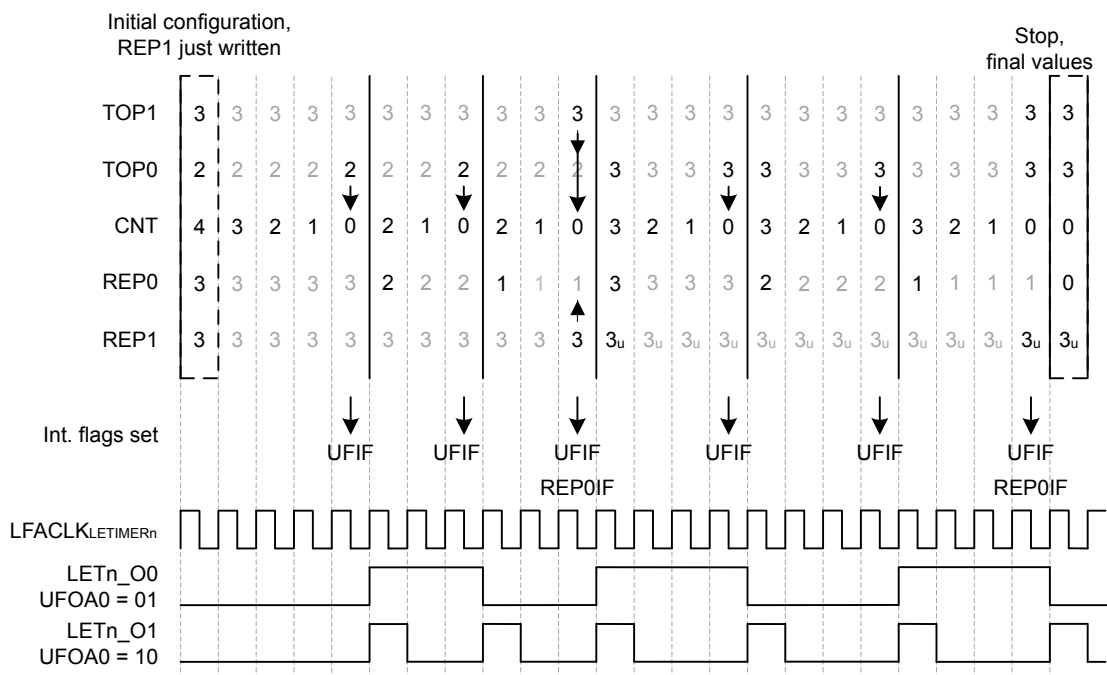 Initial configuration,
REP1 just written
Stop,
final values
TOP1 3 3 3 3 3 3 3 3 3 3 3 3 3 3 3 3 3 3 3 3 3 3 3 3
TOP0 2 2 2 2 2 2 2 2 2 2 2 3 3 3 3 3 3 3 3 3 3 3 3 3
CNT 4 3 2 1 0 2 1 0 2 1 0 3 2 1 0 3 2 1 0 3 2 1 0 0
REP0 3 3 3 3 3 2 2 2 1 1 1 3 3 3 3 2 2 2 2 1 1 1 1 0
REP1 3 3 3 3 3 3 3 3 3 3 3 3u 3u 3u 3u 3u 3u 3u 3u 3u 3u 3u 3u 3u
Int. flags set
UFIF UFIF UFIF UFIF UFIF UFIF
REP0IF REP0IF
LFACLKLETIMERn
LETn_O0
UFOA0 = 01
LETn_O1
UFOA0 = 10